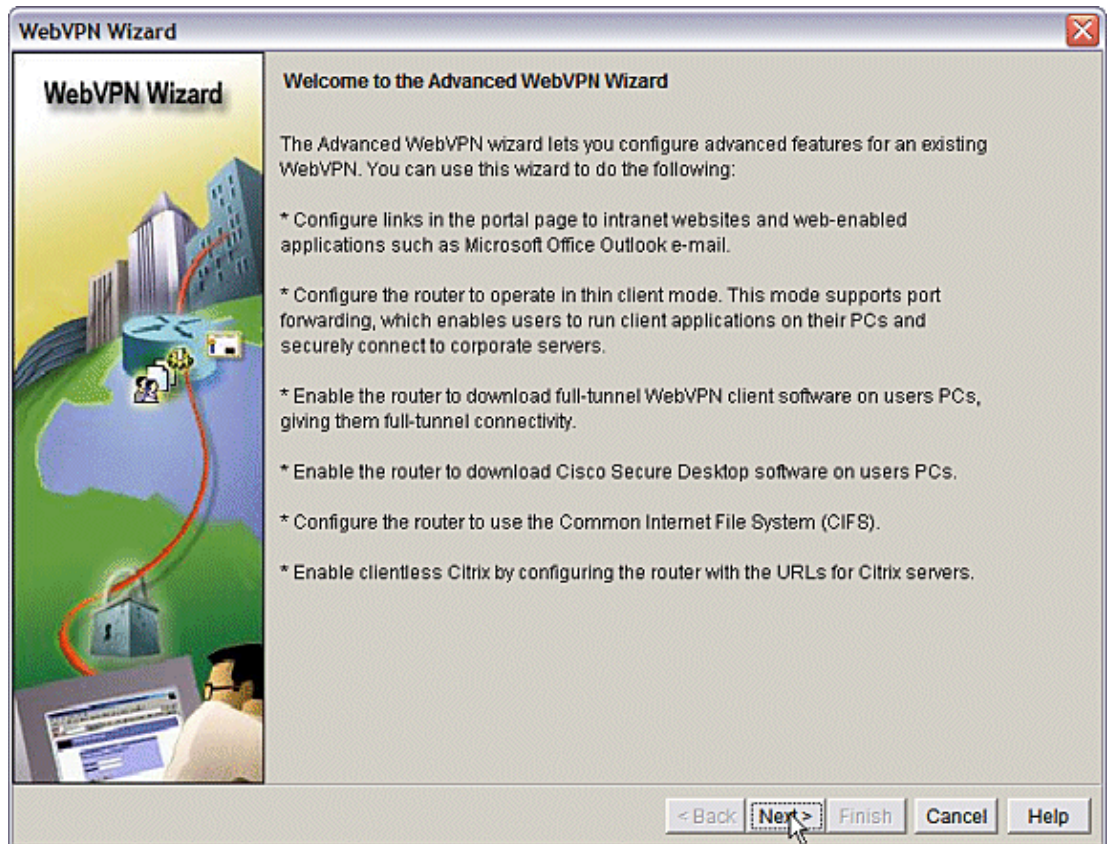 WebVPN Wizard
WebVPN Wizard
Welcome to the Advanced WebVPN Wizard
The Advanced WebVPN wizard lets you configure advanced features for an existing
WebVPN. You can use this wizard to do the following:
* Configure links in the portal page to intranet websites and web-enabled
applications such as Microsoft Office Outlook e-mail.
* Configure the router to operate in thin client mode. This mode supports port
forwarding, which enables users to run client applications on their PCs and
securely connect to corporate servers.
* Enable the router to download full-tunnel WebVPN client software on users PCs,
giving them full-tunnel connectivity.
* Enable the router to download Cisco Secure Desktop software on users PCs.
* Configure the router to use the Common Internet File System (CIFS).
* Enable clientless Citrix by configuring the router with the URLs for Citrix servers.
< Back Next > Finish Cancel Help